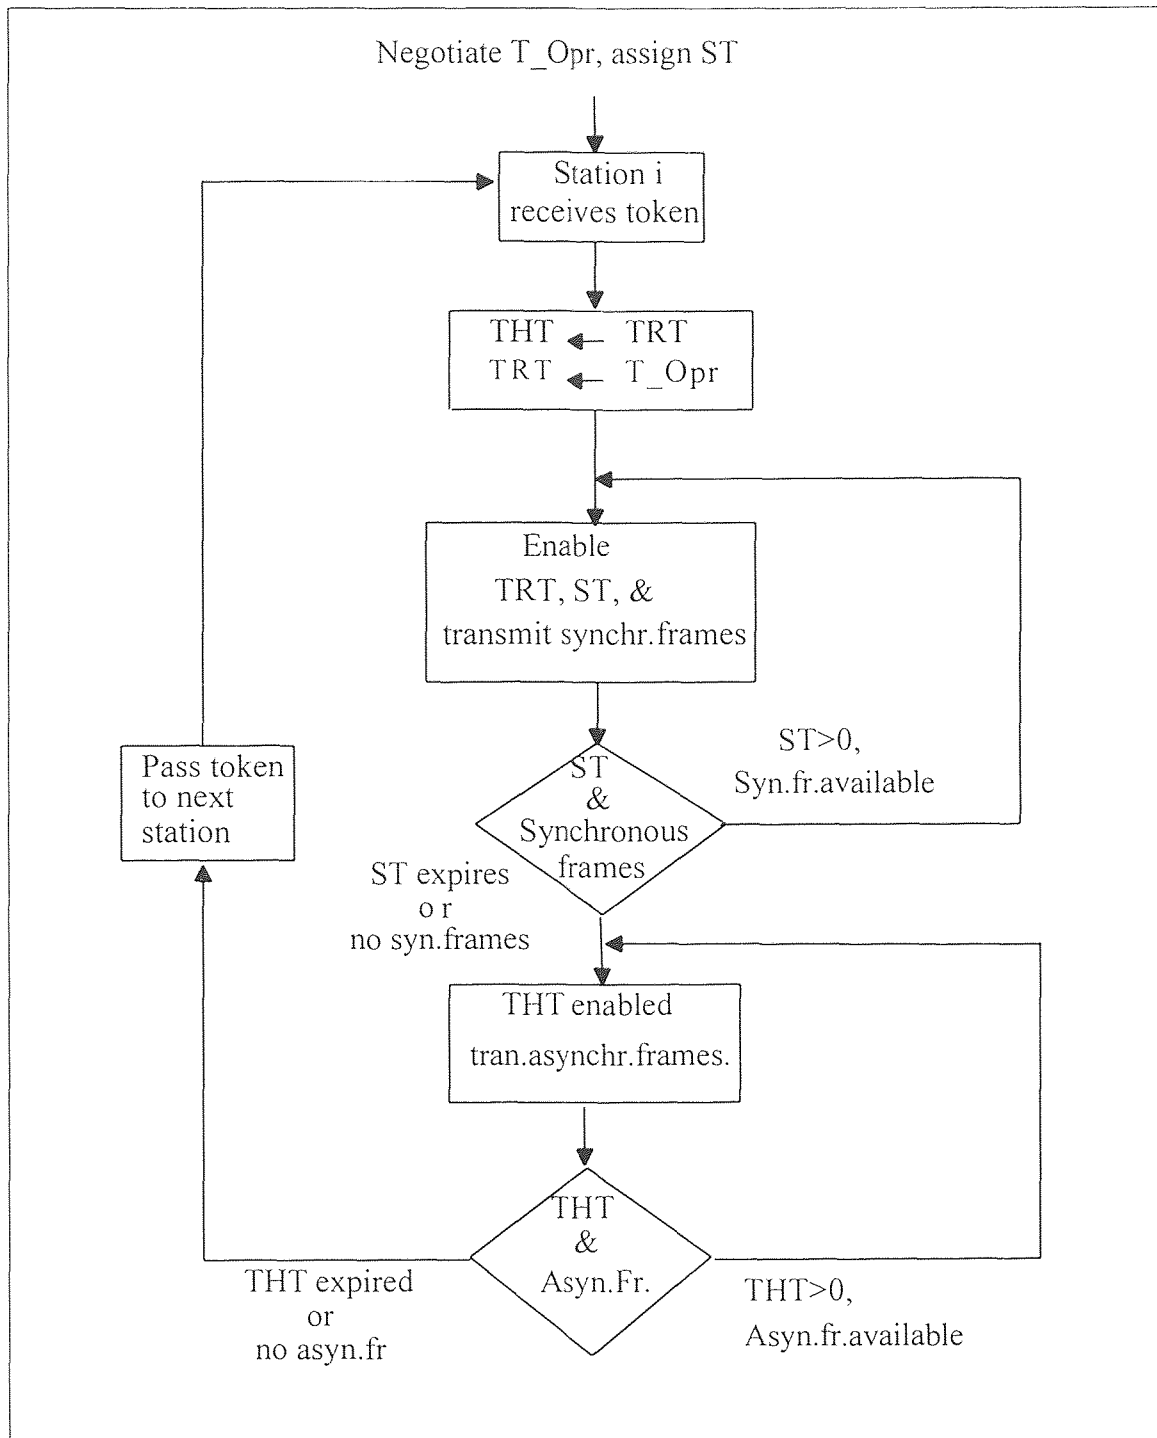 Negotiate T_Opr, assign ST
Station i
receives token
THT TRT
TRT T_Opr
Enable
TRT, ST, &
transmit synchr.frames
ST
&
Synchronous
frames
ST>0,
Syn.fr.available
Pass token
to next
station
ST expires
or
no syn.frames
THT enabled
tran.asynchr.frames.
THT
&
Asyn.Fr.
THT expired
or
no asyn.fr
THT>0,
Asyn.fr.available